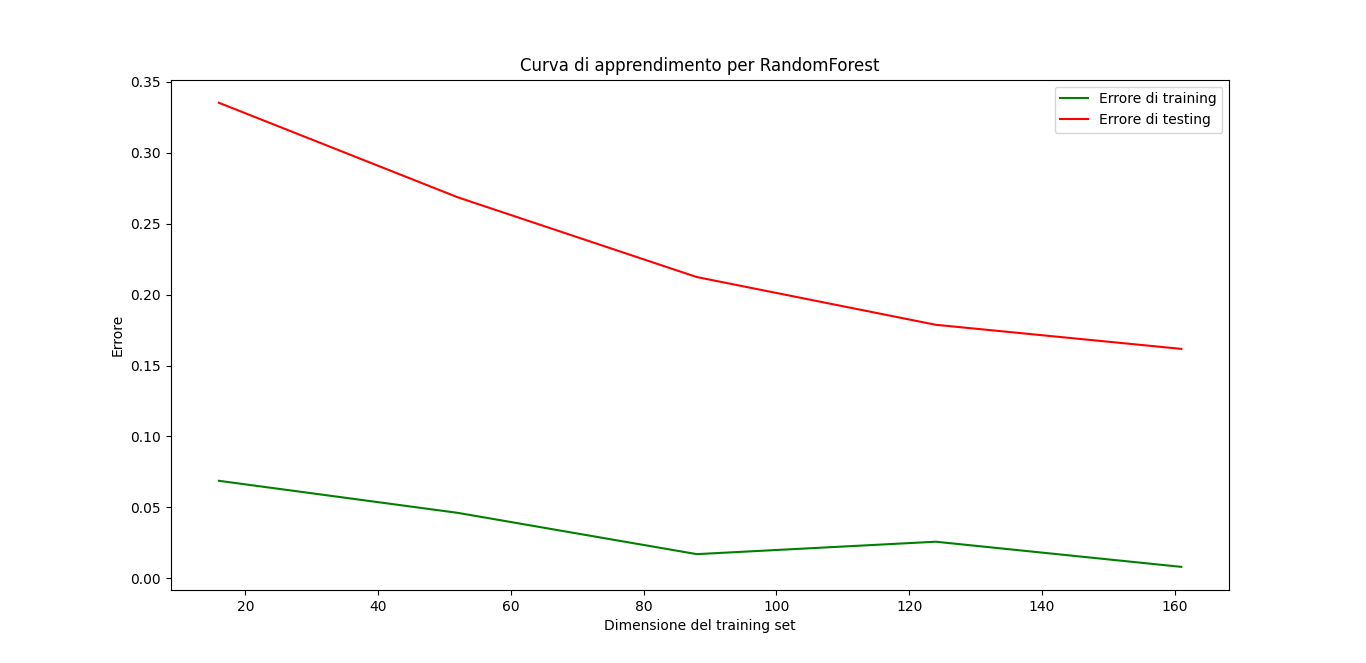 Curva di apprendimento per RandomForest
Errore di training
Errore di testing
0.35
0.30
0.25
0.20
0.15
0.10
0.05
0.00
Errore
20 40 60 80 100 120 140 160
Dimensione del training set